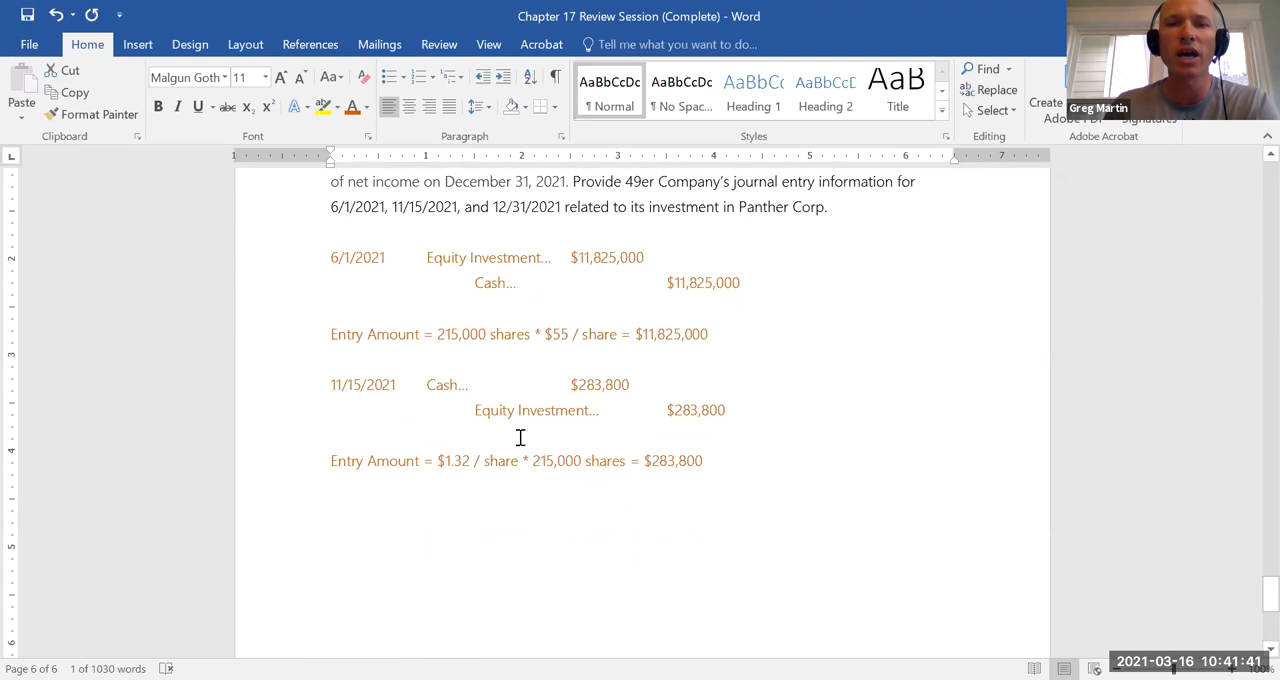 Chapter 17 Review Session (Complete) - Word
File Home Insert Design Layout References Mailings Review View Acrobat Tell me what you want to do...
Cut
Copy
Format Painter
Paste
Malgun Goth 11
AaBbCcDc AaBbCcDc AaBbCc AaBbCcD AaB
¶ Normal ¶ No Spac... Heading 1 Heading 2 Title
Find
Replace
Select
Create
Greg Martin
Clipboard Font Paragraph Styles Editing Adobe Acrobat
of net income on December 31, 2021. Provide 49er Company's journal entry information for
6/1/2021, 11/15/2021, and 12/31/2021 related to its investment in Panther Corp.
6/1/2021 Equity Investment... $11,825,000
Cash... $11,825,000
Entry Amount = 215,000 shares * $55 / share = $11,825,000
11/15/2021 Cash... $283,800
Equity Investment... $283,800
Entry Amount = $1.32 / share * 215,000 shares = $283,800
Page 6 of 6 1 of 1030 words
2021-03-16 10:41:41